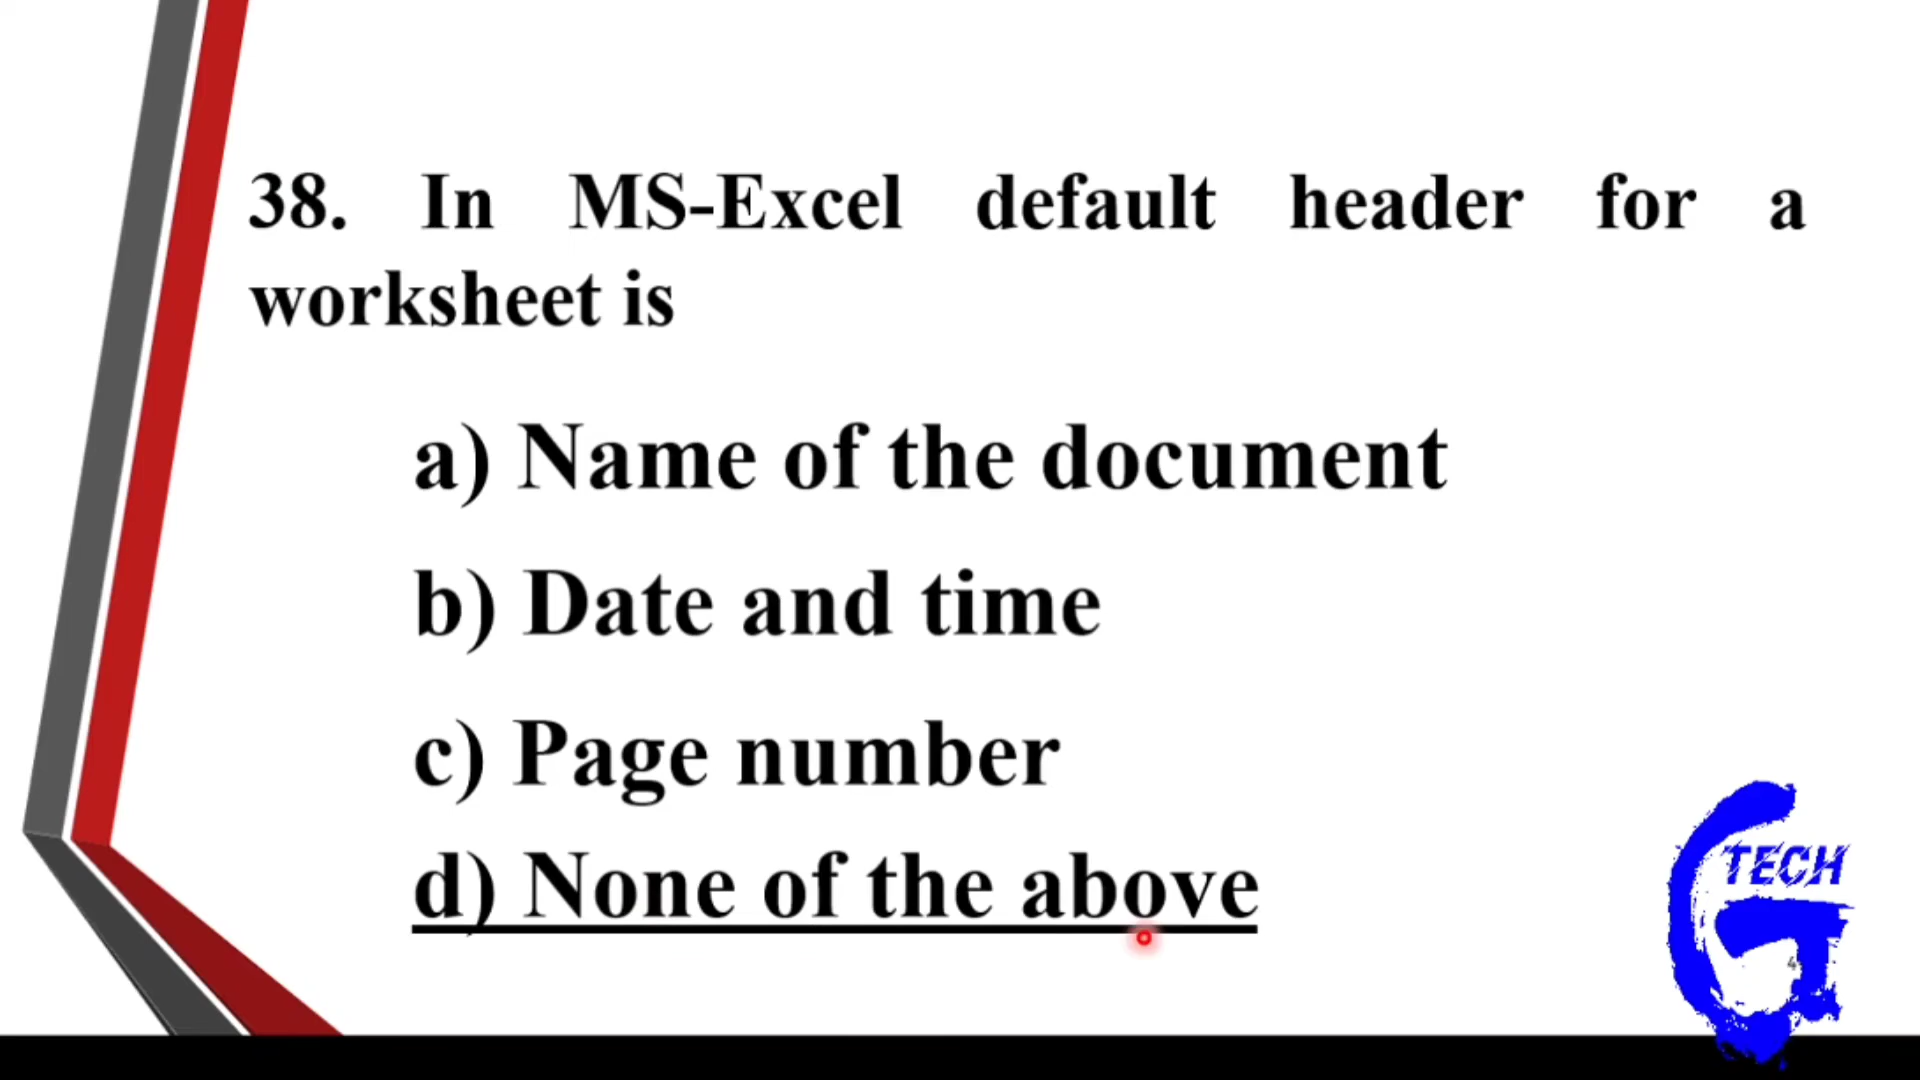 38. In MS-Excel default header for a
worksheet is
a) Name of the document
b) Date and time
c) Page number
d) None of the above
TECH